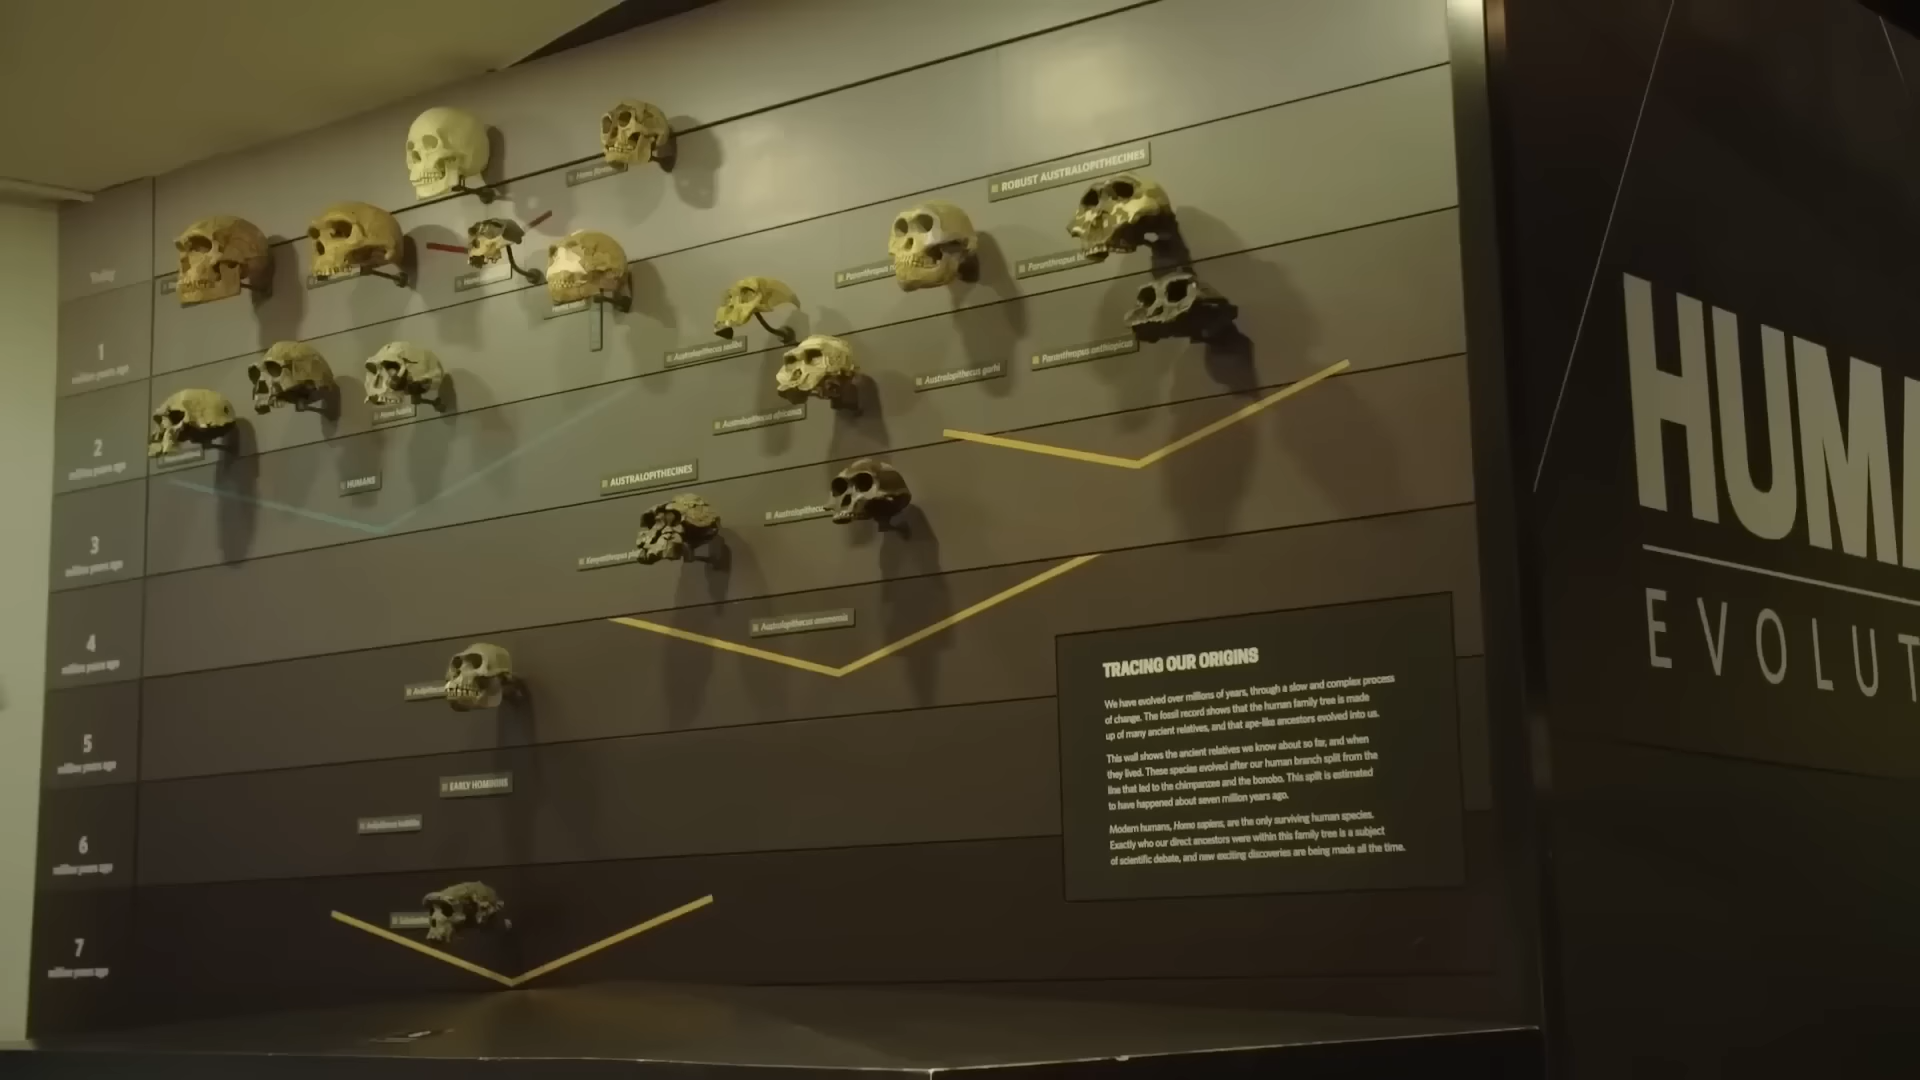 Today
1
million years ago
2
million years ago
3
million years ago
4
million years ago
5
million years ago
6
million years ago
7
million years ago
ROBUST AUSTRALOPITHECINES
Paranthropus
Paranthropus
Paranthropus aethiopicus
Australopithecus sediba
Australopithecus garhi
Australopithecus africanus
Homo habilis
HUMANS
AUSTRALOPITHECINES
Australopithecus
Kenyanthropus
Australopithecus anamensis
EARLY HOMININS
TRACING OUR ORIGINS
We have evolved over millions of years, through a slow and complex process
of change. The fossil record shows that the human family tree is made
up of many ancient relatives, and that ape-like ancestors evolved into us.
This wall shows the ancient relatives we know about so far, and when
they lived. These species evolved after our human branch split from the
line that led to the chimpanzee and the bonobo. This split is estimated
to have happened about seven million years ago.
Modern humans, Homo sapiens, are the only surviving human species.
Exactly who our direct ancestors were within this family tree is a subject
of scientific debate, and new exciting discoveries are being made all the time.
HUMA
EVOLUT